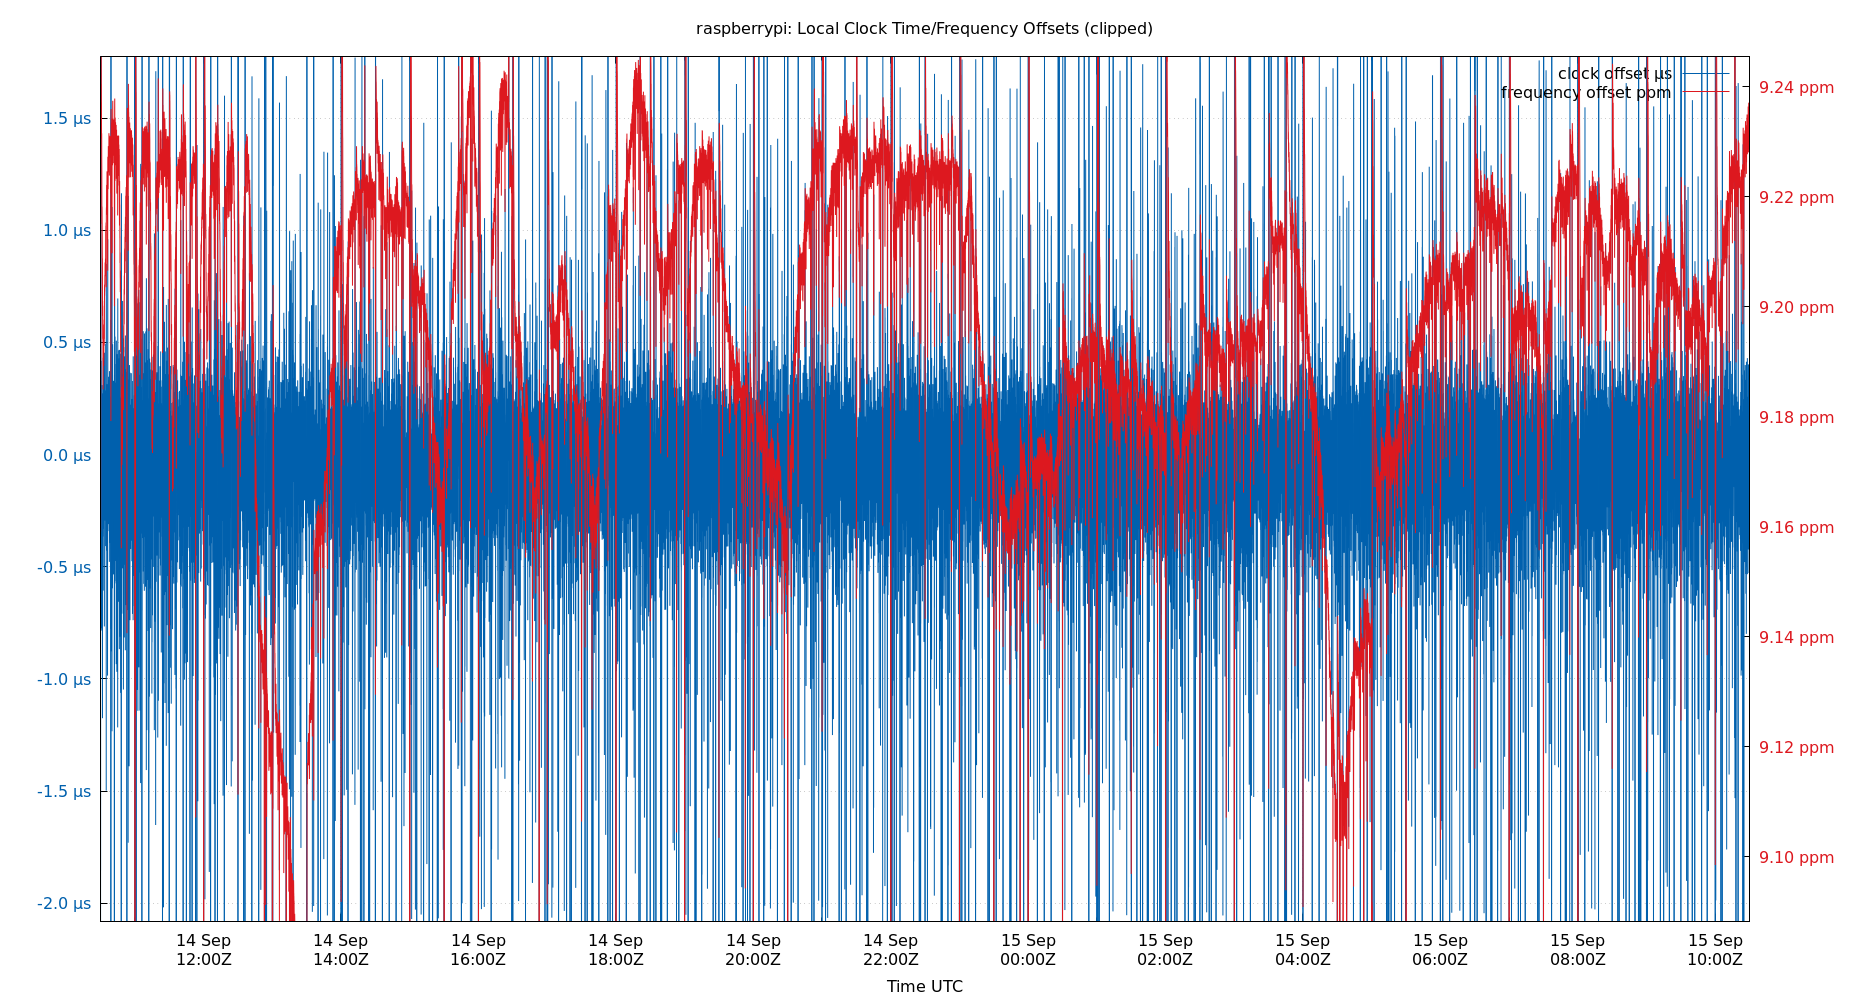 raspberrypi: Local Clock Time/Frequency Offsets (clipped)
clock offset µs
frequency offset ppm
1.5 µs
1.0 µs
0.5 µs
0.0 µs
-0.5 µs
-1.0 µs
-1.5 µs
-2.0 µs
9.24 ppm
9.22 ppm
9.20 ppm
9.18 ppm
9.16 ppm
9.14 ppm
9.12 ppm
9.10 ppm
14 Sep
12:00Z
14 Sep
14:00Z
14 Sep
16:00Z
14 Sep
18:00Z
14 Sep
20:00Z
14 Sep
22:00Z
15 Sep
00:00Z
15 Sep
02:00Z
15 Sep
04:00Z
15 Sep
06:00Z
15 Sep
08:00Z
15 Sep
10:00Z
Time UTC